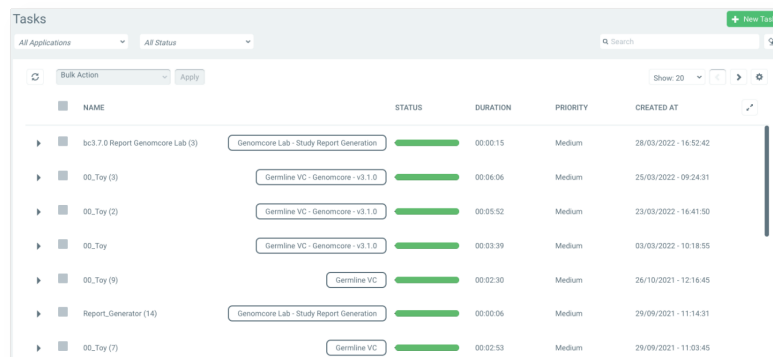 Tasks
New Task
All Applications
All Status
Search
Bulk Action
Apply
Show: 20
NAME STATUS DURATION PRIORITY CREATED AT
bc3.7.0 Report Genomcore Lab (3) Genomcore Lab - Study Report Generation 00:00:15 Medium 28/03/2022 - 16:52:42
00_Toy (3) Germline VC - Genomcore - v3.1.0 00:06:06 Medium 25/03/2022 - 09:24:31
00_Toy (2) Germline VC - Genomcore - v3.1.0 00:05:52 Medium 23/03/2022 - 16:41:50
00_Toy Germline VC - Genomcore - v3.1.0 00:03:39 Medium 03/03/2022 - 10:18:55
00_Toy (9) Germline VC 00:02:30 Medium 26/10/2021 - 12:16:45
Report_Generator (14) Genomcore Lab - Study Report Generation 00:00:06 Medium 29/09/2021 - 11:14:31
00_Toy (7) Germline VC 00:02:53 Medium 29/09/2021 - 11:03:45